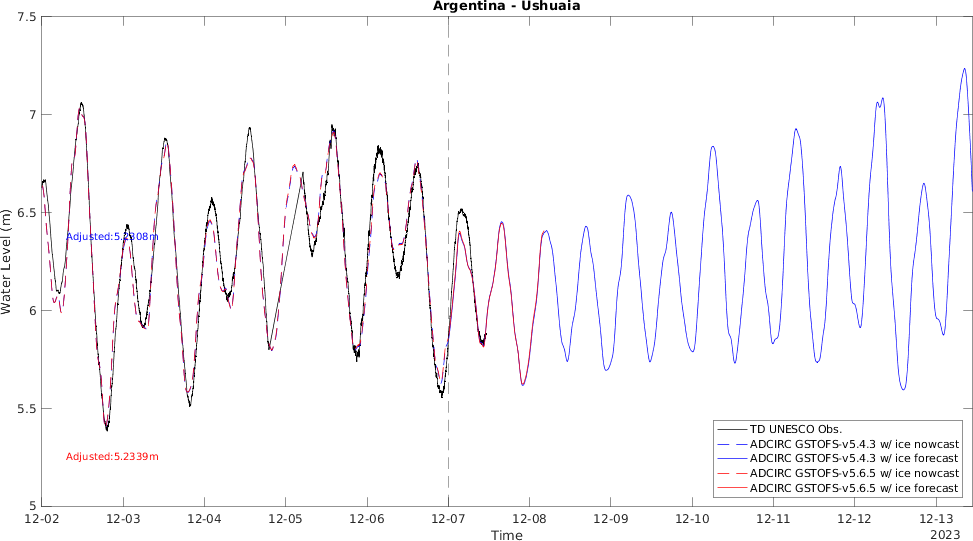 Argentina - Ushuaia
7.5
7
6.5
6
5.5
5
Water Level (m)
Adjusted:5.2308m
Adjusted:5.2339m
TD UNESCO Obs.
ADCIRC GSTOFS-v5.4.3 w/ ice nowcast
ADCIRC GSTOFS-v5.4.3 w/ ice forecast
ADCIRC GSTOFS-v5.6.5 w/ ice nowcast
ADCIRC GSTOFS-v5.6.5 w/ ice forecast
12-02 12-03 12-04 12-05 12-06 12-07 12-08 12-09 12-10 12-11 12-12 12-13
Time
2023